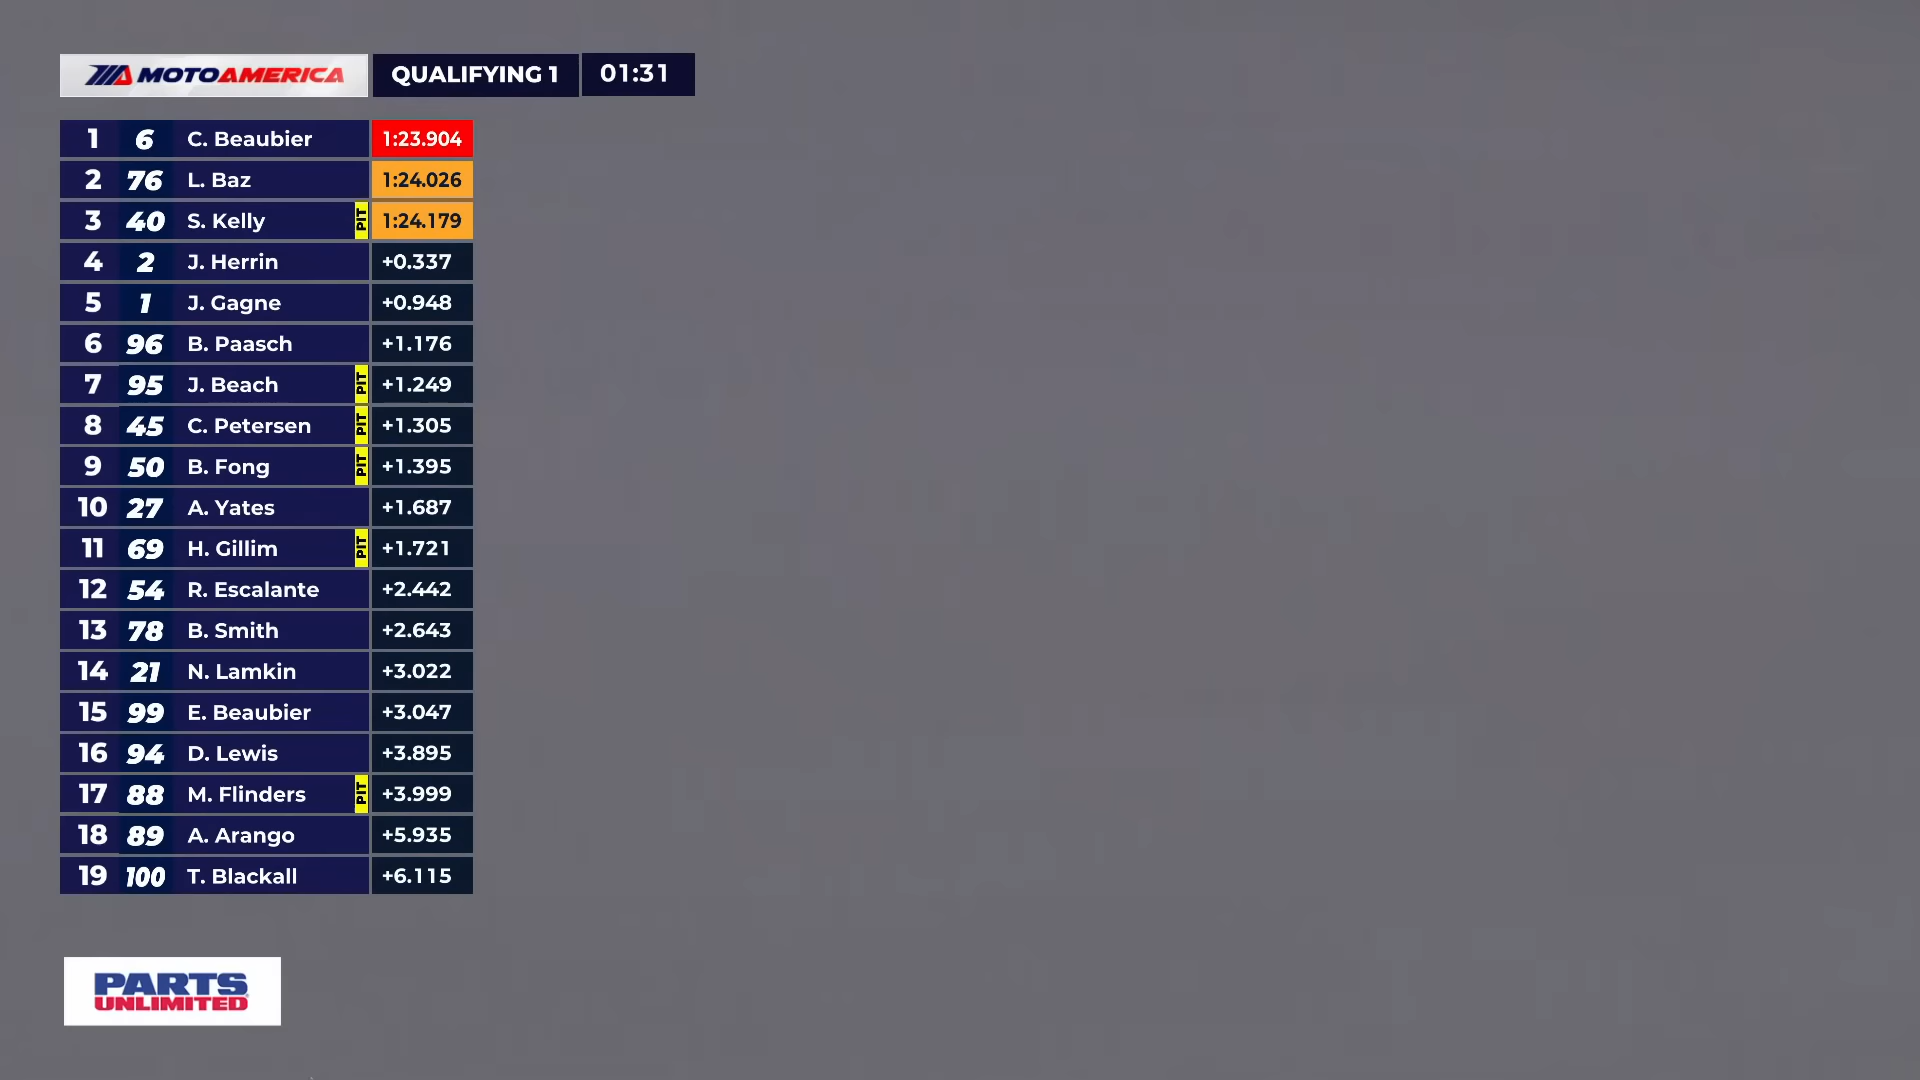 MOTOAMERICA QUALIFYING 1 01:31
1 6 C. Beaubier 1:23.904
2 76 L. Baz 1:24.026
3 40 S. Kelly PIT 1:24.179
4 2 J. Herrin +0.337
5 1 J. Gagne +0.948
6 96 B. Paasch +1.176
7 95 J. Beach PIT +1.249
8 45 C. Petersen PIT +1.305
9 50 B. Fong PIT +1.395
10 27 A. Yates +1.687
11 69 H. Gillim PIT +1.721
12 54 R. Escalante +2.442
13 78 B. Smith +2.643
14 21 N. Lamkin +3.022
15 99 E. Beaubier +3.047
16 94 D. Lewis +3.895
17 88 M. Flinders PIT +3.999
18 89 A. Arango +5.935
19 100 T. Blackall +6.115
PARTS
UNLIMITED